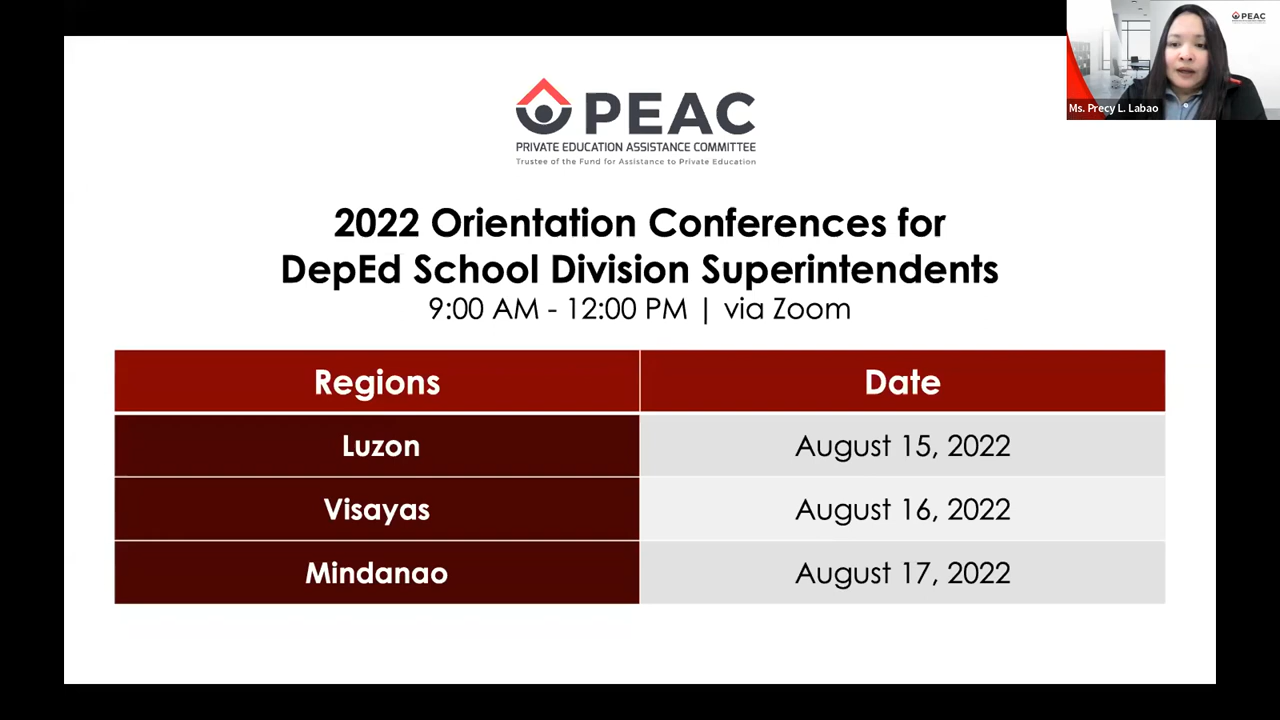 PEAC
PRIVATE EDUCATION ASSISTANCE COMMITTEE
Trustee of the Fund for Assistance to Private Education
PEAC
Ms. Precy L. Labao
2022 Orientation Conferences for
DepEd School Division Superintendents
9:00 AM - 12:00 PM | via Zoom
Regions Date
Luzon August 15, 2022
Visayas August 16, 2022
Mindanao August 17, 2022